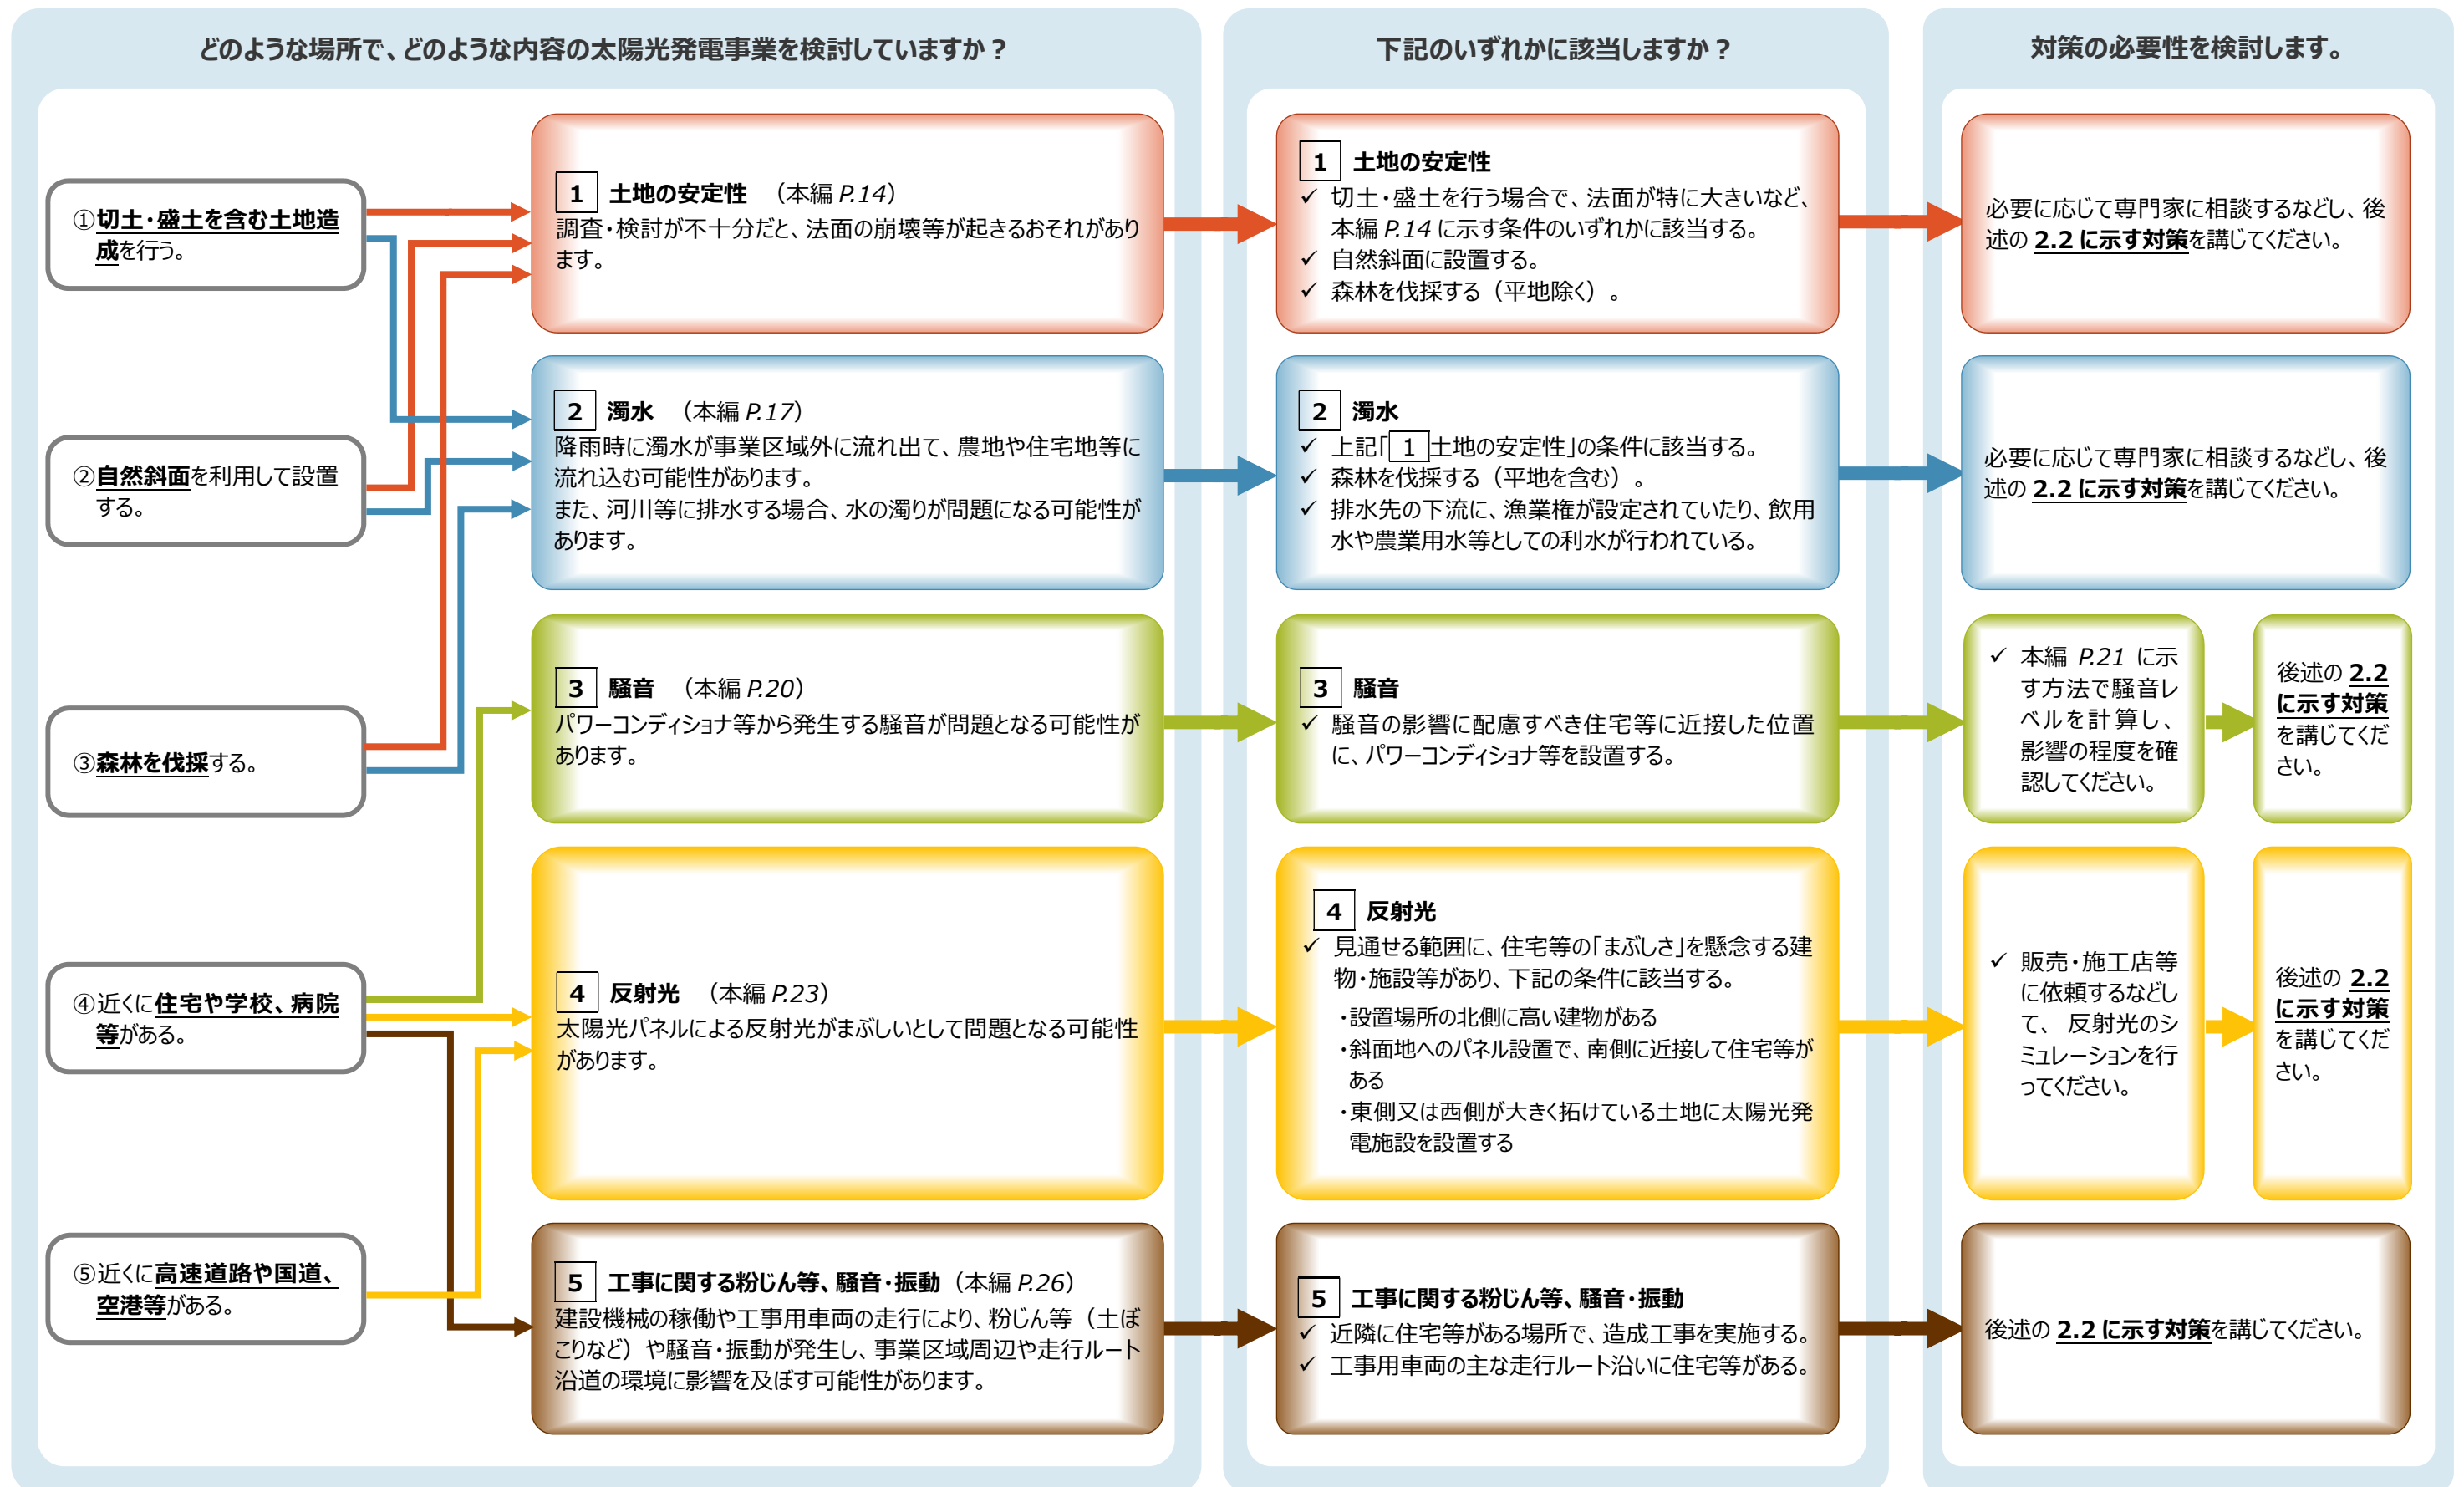 どのような場所で、どのような内容の太陽光発電事業を検討していますか？
①切土・盛土を含む土地造
成を行う。
②自然斜面を利用して設置
する。
③森林を伐採する。
④近くに住宅や学校、病院
等がある。
⑤近くに高速道路や国道、
空港等がある。
1 土地の安定性 （本編 P.14）
調査・検討が不十分だと、法面の崩壊等が起きるおそれがあり
ます。
2 濁水 （本編 P.17）
降雨時に濁水が事業区域外に流れ出て、農地や住宅地等に
流れ込む可能性があります。
また、河川等に排水する場合、水の濁りが問題になる可能性が
あります。
3 騒音 （本編 P.20）
パワーコンディショナ等から発生する騒音が問題となる可能性が
あります。
4 反射光 （本編 P.23）
太陽光パネルによる反射光がまぶしいとして問題となる可能性
があります。
5 工事に関する粉じん等、騒音・振動（本編 P.26）
建設機械の稼働や工事用車両の走行により、粉じん等（土ぼ
こりなど）や騒音・振動が発生し、事業区域周辺や走行ルート
沿道の環境に影響を及ぼす可能性があります。
下記のいずれかに該当しますか？
1 土地の安定性
✓ 切土・盛土を行う場合で、法面が特に大きいなど、
本編 P.14 に示す条件のいずれかに該当する。
✓ 自然斜面に設置する。
✓ 森林を伐採する（平地除く）。
2 濁水
✓ 上記「1 土地の安定性」の条件に該当する。
✓ 森林を伐採する（平地を含む）。
✓ 排水先の下流に、漁業権が設定されていたり、飲用
水や農業用水等としての利水が行われている。
3 騒音
✓ 騒音の影響に配慮すべき住宅等に近接した位置
に、パワーコンディショナ等を設置する。
4 反射光
✓ 見通せる範囲に、住宅等の「まぶしさ」を懸念する建
物・施設等があり、下記の条件に該当する。
・設置場所の北側に高い建物がある
・斜面地へのパネル設置で、南側に近接して住宅等が
ある
・東側又は西側が大きく拓けている土地に太陽光発
電施設を設置する
5 工事に関する粉じん等、騒音・振動
✓ 近隣に住宅等がある場所で、造成工事を実施する。
✓ 工事用車両の主な走行ルート沿いに住宅等がある。
対策の必要性を検討します。
必要に応じて専門家に相談するなどし、後
述の 2.2 に示す対策を講じてください。
必要に応じて専門家に相談するなどし、後
述の 2.2 に示す対策を講じてください。
✓ 本編 P.21 に示
す方法で騒音レ
ベルを計算し、
影響の程度を確
認してください。
後述の 2.2
に示す対策
を講じてくだ
さい。
✓ 販売・施工店等
に依頼するなどし
て、反射光のシ
ミュレーションを行
ってください。
後述の 2.2
に示す対策
を講じてくだ
さい。
後述の 2.2 に示す対策を講じてください。